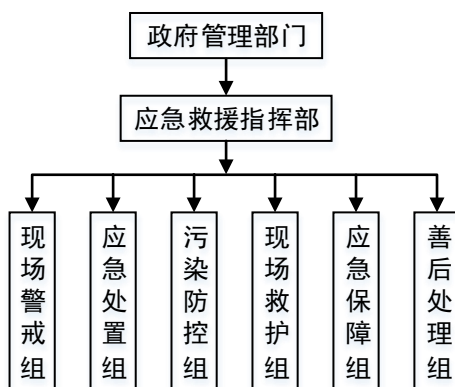 政府管理部门
应急救援指挥部
现场警戒组
应急处置组
污染防控组
现场救护组
应急保障组
善后处理组